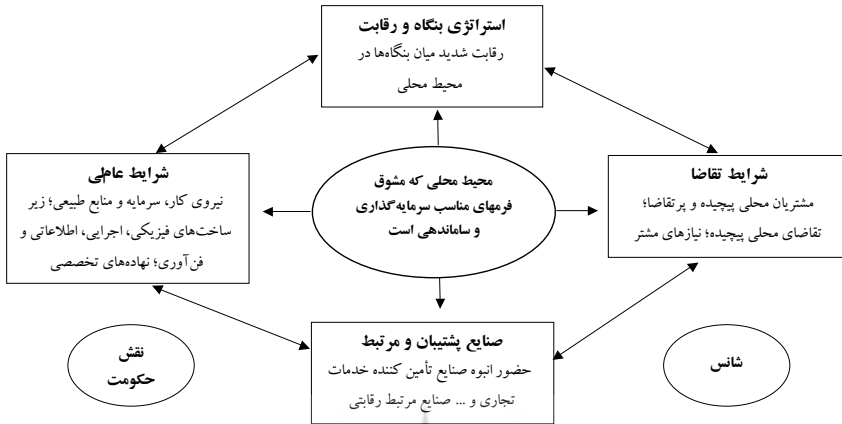 استراتژی بنگاه و رقابت
رقابت شدید میان بنگاه‌ها در
محیط محلی
شرایط تقاضا
مشتریان محلی پیچیده و پرتقاضا؛
تقاضای محلی پیچیده؛ نیازهای مشتر
محیط محلی که مشوق
فرمهای مناسب سرمایه‌گذاری
و ساماندهی است
شرایط عاملی
نیروی کار، سرمایه و منابع طبیعی؛ زیر
ساخت‌های فیزیکی، اجرایی، اطلاعاتی و
فن‌آوری؛ نهاده‌های تخصصی
صنایع پشتیبان و مرتبط
حضور انبوه صنایع تأمین کننده خدمات
تجاری و ... صنایع مرتبط رقابتی
شانس
نقش
حکومت